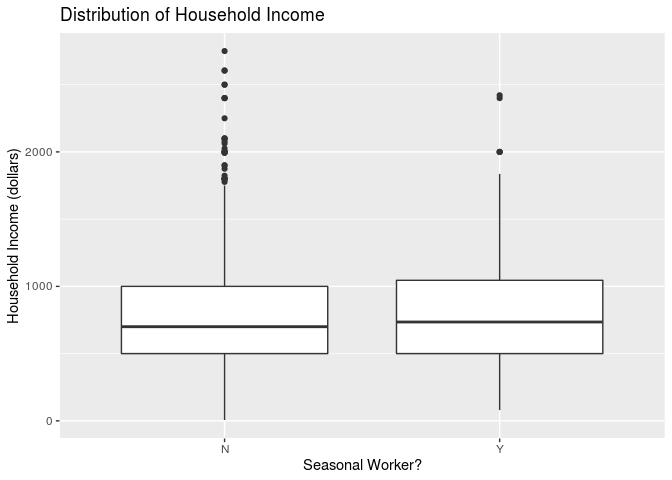 Distribution of Household Income
Household Income (dollars)
2000
1000
0
N
Y
Seasonal Worker?